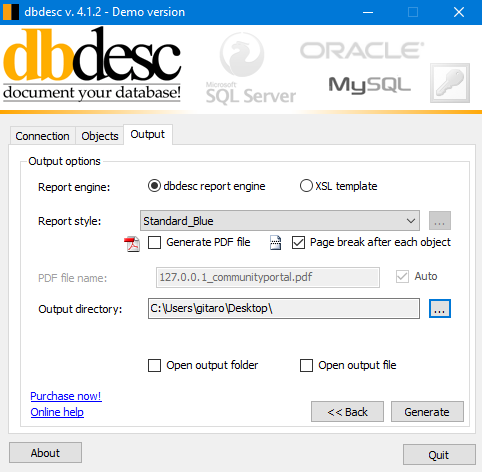 dbdesc v. 4.1.2 - Demo version
dbdesc
document your database!
Microsoft
SQL Server
ORACLE
MySQL
Connection Objects Output
Output options
Report engine: dbdesc report engine XSL template
Report style: Standard_Blue ...
Generate PDF file Page break after each object
PDF file name: 127.0.0.1_communityportal.pdf Auto
Output directory: C:\Users\gitaro\Desktop\ ...
Open output folder Open output file
Purchase now!
Online help
<< Back Generate
About Quit